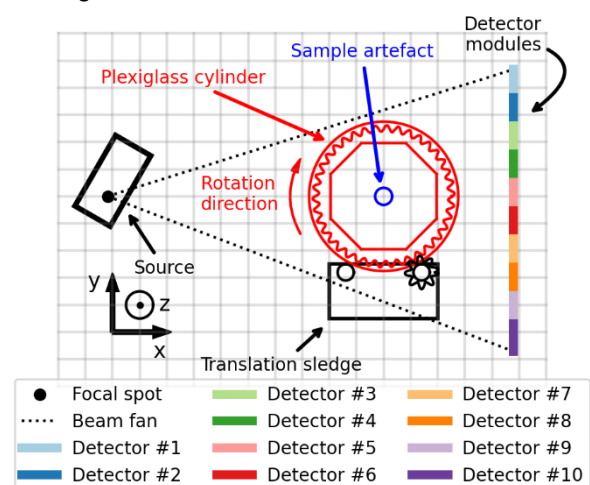 Detector
modules
Sample artefact
Plexiglass cylinder
Rotation
direction
Source
y
z
x
Translation sledge
Focal spot
Beam fan
Detector #1
Detector #2
Detector #3
Detector #4
Detector #5
Detector #6
Detector #7
Detector #8
Detector #9
Detector #10